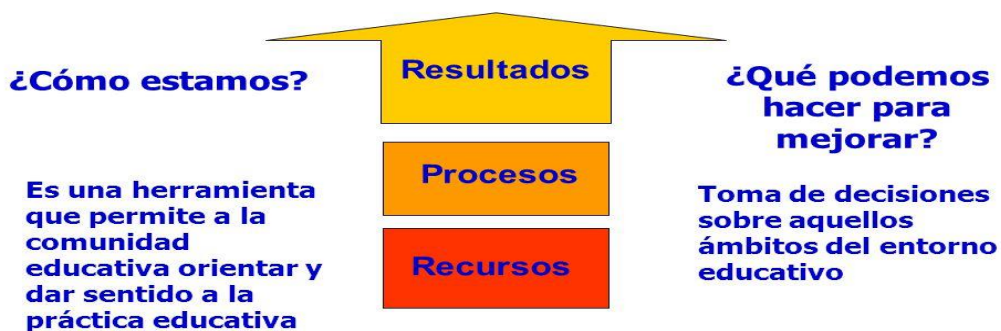 ¿Cómo estamos?
Es una herramienta
que permite a la
comunidad
educativa orientar y
dar sentido a la
práctica educativa
Resultados
Procesos
Recursos
¿Qué podemos
hacer para
mejorar?
Toma de decisiones
sobre aquellos
ámbitos del entorno
educativo